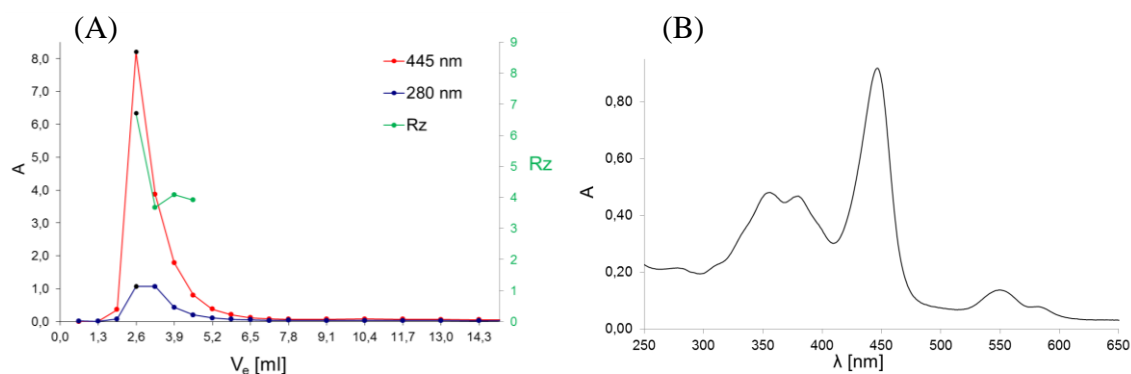 (A)
(B)
8,0
7,0
6,0
5,0
4,0
3,0
2,0
1,0
0,0
A
9
8
7
6
5
4
3
2
1
0
Rz
445 nm
280 nm
Rz
0,0 1,3 2,6 3,9 5,2 6,5 7,8 9,1 10,4 11,7 13,0 14,3
Ve [ml]
0,80
0,60
0,40
0,20
0,00
A
250 300 350 400 450 500 550 600 650
λ [nm]